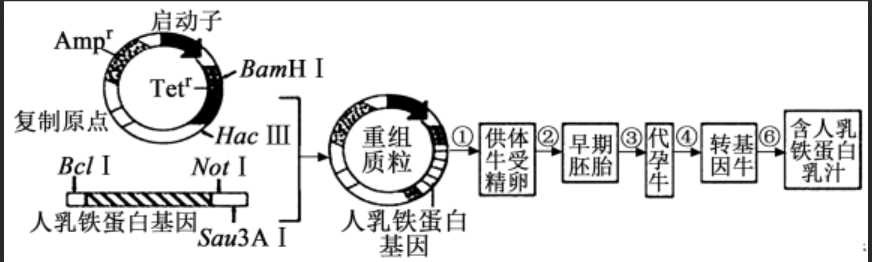 启动子
Ampʳ
BamH Ⅰ
Tetʳ
复制原点
Hac Ⅲ
Bcl Ⅰ
Not Ⅰ
人乳铁蛋白基因
Sau3A Ⅰ
重组
质粒
人乳铁蛋白
基因
①
供体
牛受
精卵
②
早期
胚胎
③
代
孕
牛
④
转基
因牛
⑥
含人乳
铁蛋白
乳汁